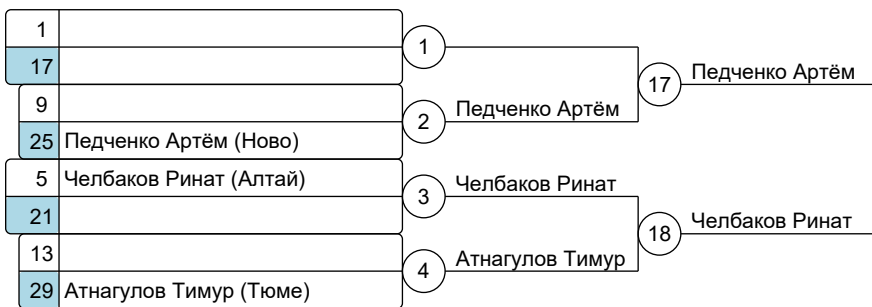 1
17
1
9
25 Педченко Артём (Ново)
2
Педченко Артём
17
Педченко Артём
5 Челбаков Ринат (Алтай)
21
3
Челбаков Ринат
13
29 Атнагулов Тимур (Тюме)
4
Атнагулов Тимур
18
Челбаков Ринат